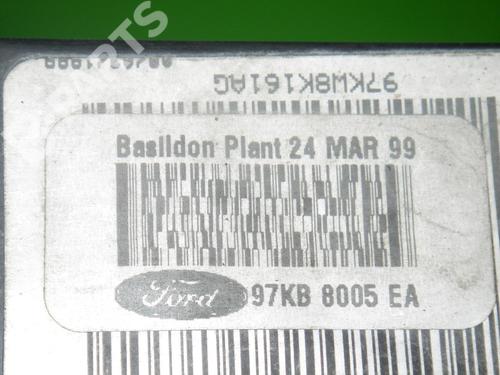 97KW8K161AG
Basildon Plant 24 MAR 99
Ford 97KB 8005 EA